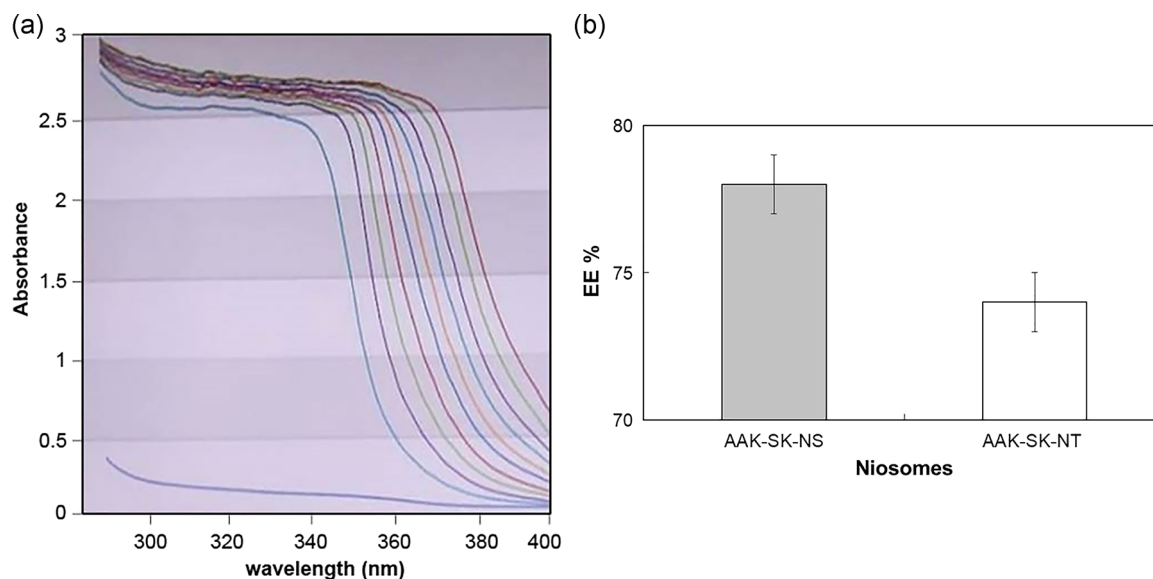 (a)
3
2.5
2
1.5
1
0.5
0
Absorbance
300 320 340 360 380 400
wavelength (nm)
(b)
80
75
70
EE %
AAK-SK-NS AAK-SK-NT
Niosomes